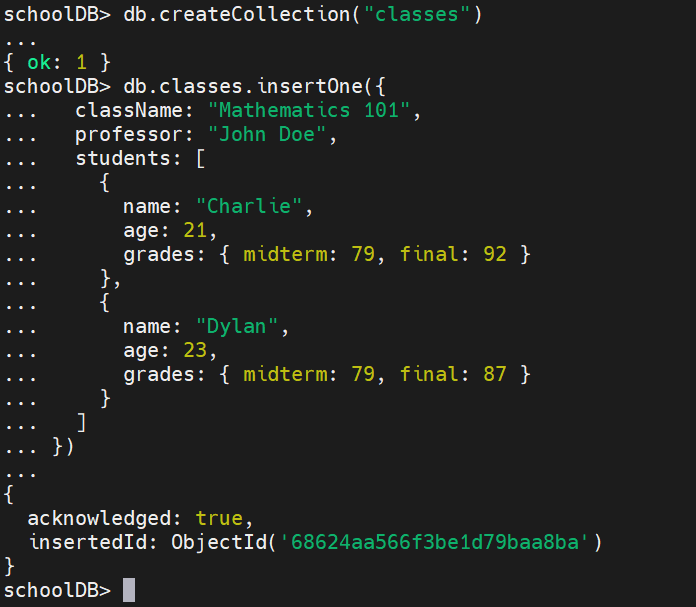 schoolDB> db.createCollection("classes")
...
{ ok: 1 }
schoolDB> db.classes.insertOne({
...   className: "Mathematics 101",
...   professor: "John Doe",
...   students: [
...     {
...       name: "Charlie",
...       age: 21,
...       grades: { midterm: 79, final: 92 }
...     },
...     {
...       name: "Dylan",
...       age: 23,
...       grades: { midterm: 79, final: 87 }
...     }
...   ]
... })
...
{
  acknowledged: true,
  insertedId: ObjectId('68624aa566f3be1d79baa8ba')
}
schoolDB>